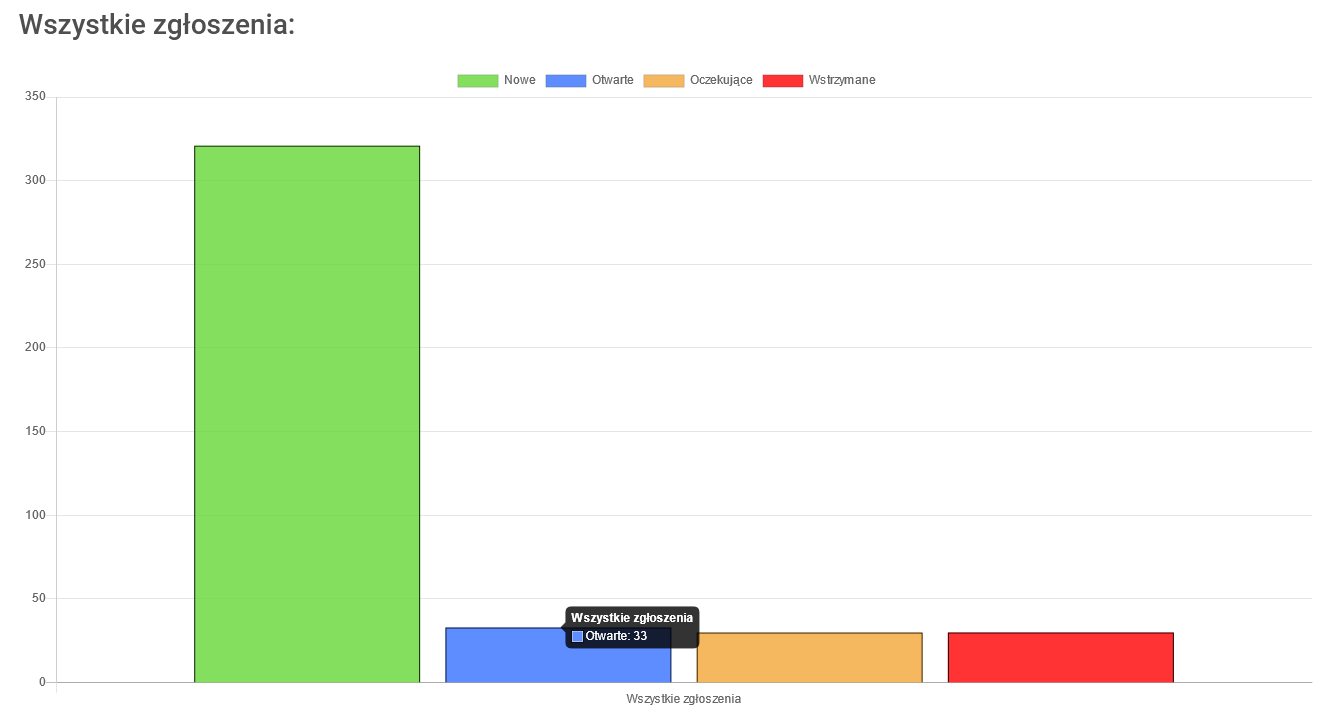 Wszystkie zgłoszenia:
Nowe Otwarte Oczekujące Wstrzymane
350
300
250
200
150
100
50
0
Wszystkie zgłoszenia
Otwarte: 33
Wszystkie zgłoszenia